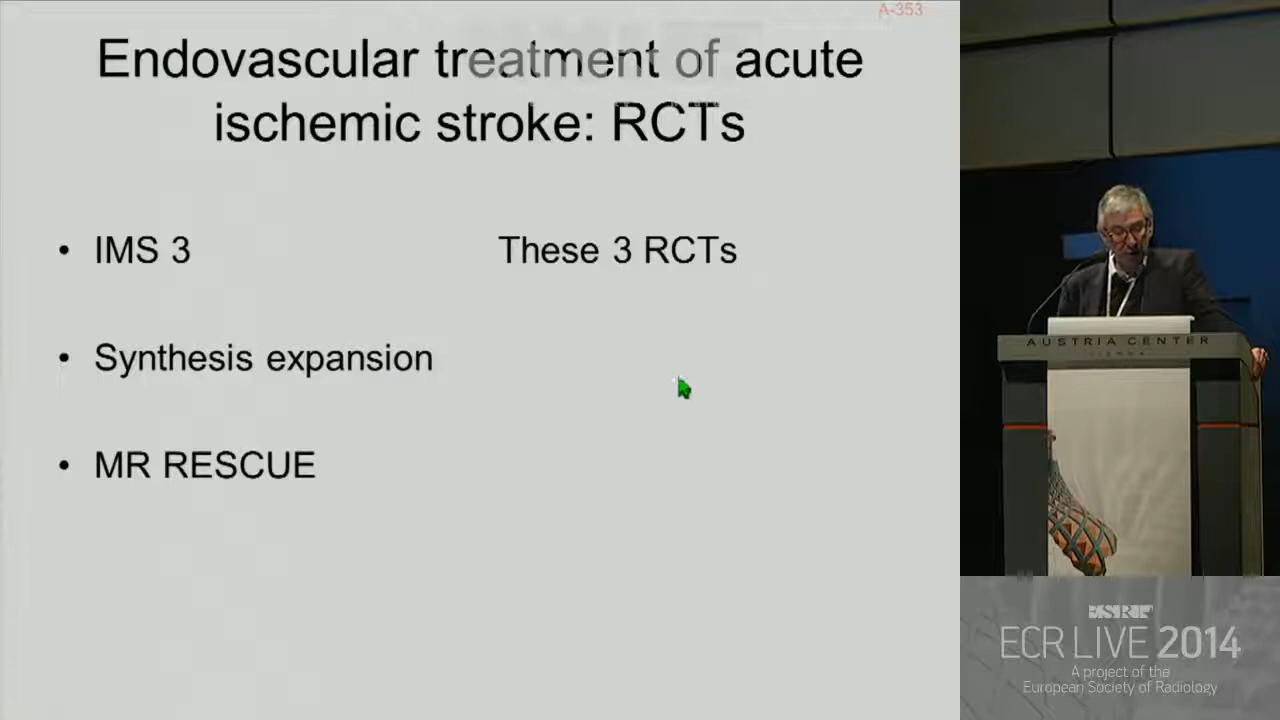 A-353
Endovascular treatment of acute
ischemic stroke: RCTs
• IMS 3
These 3 RCTs
• Synthesis expansion
• MR RESCUE
AUSTRIA CENTER
ECR LIVE 2014
A project of the
European Society of Radiology